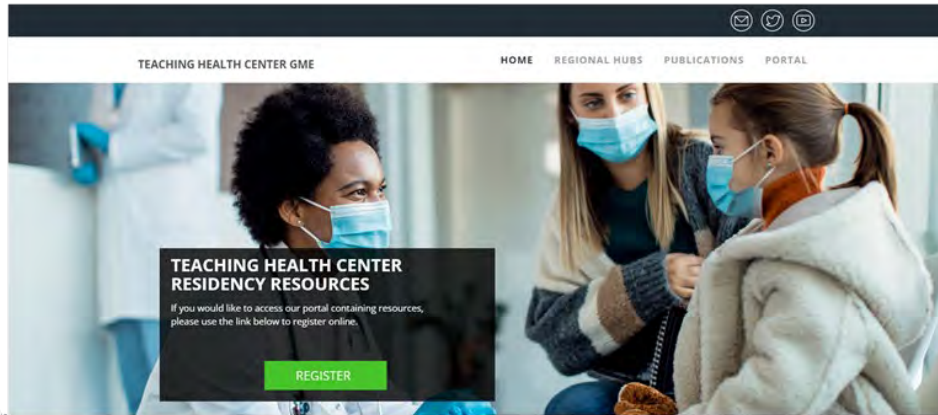 TEACHING HEALTH CENTER GME
HOME REGIONAL HUBS PUBLICATIONS PORTAL
TEACHING HEALTH CENTER
RESIDENCY RESOURCES
If you would like to access our portal containing resources,
please use the link below to register online.
REGISTER